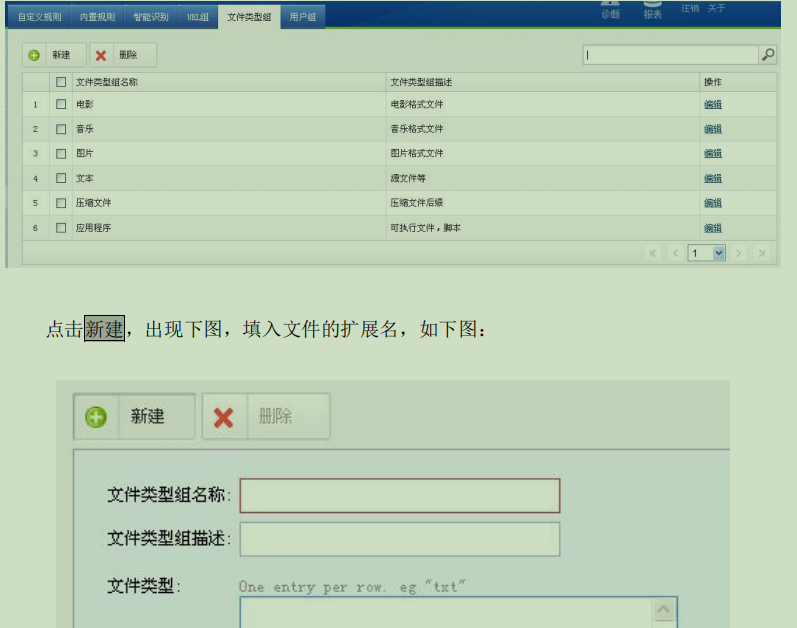 自定义规则 内置规则 智能识别 URL组 文件类型组 用户组 诊断 报表 注销 关于
新建 删除
文件类型组名称 文件类型组描述 操作
1 电影 电影格式文件 编辑
2 音乐 音乐格式文件 编辑
3 图片 图片格式文件 编辑
4 文本 源文件等 编辑
5 压缩文件 压缩文件后缀 编辑
6 应用程序 可执行文件，脚本 编辑
1
点击新建，出现下图，填入文件的扩展名，如下图：
新建 删除
文件类型组名称:
文件类型组描述:
文件类型: One entry per row. eg "txt"